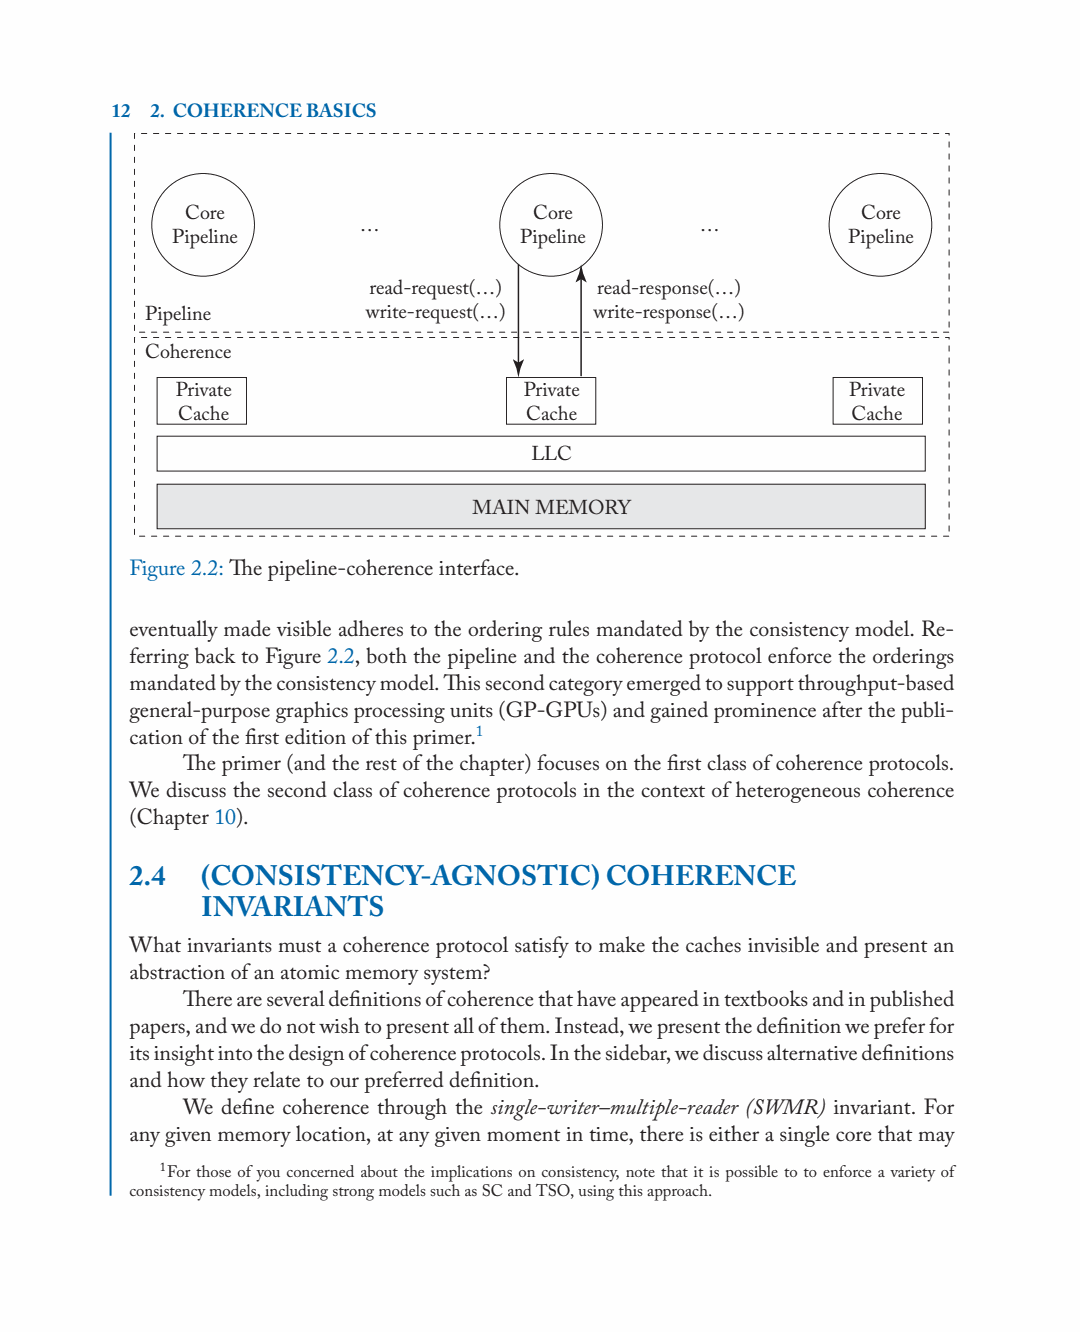 12 2. COHERENCE BASICS
Core
Pipeline
…
Core
Pipeline
…
Core
Pipeline
read-request(…)
write-request(…)
read-response(…)
write-response(…)
Pipeline
Coherence
Private
Cache
Private
Cache
Private
Cache
LLC
MAIN MEMORY
Figure 2.2: The pipeline-coherence interface.
eventually made visible adheres to the ordering rules mandated by the consistency model. Re-
ferring back to Figure 2.2, both the pipeline and the coherence protocol enforce the orderings
mandated by the consistency model. This second category emerged to support throughput-based
general-purpose graphics processing units (GP-GPUs) and gained prominence after the publi-
cation of the first edition of this primer.1
The primer (and the rest of the chapter) focuses on the first class of coherence protocols.
We discuss the second class of coherence protocols in the context of heterogeneous coherence
(Chapter 10).
2.4 (CONSISTENCY-AGNOSTIC) COHERENCE
INVARIANTS
What invariants must a coherence protocol satisfy to make the caches invisible and present an
abstraction of an atomic memory system?
There are several definitions of coherence that have appeared in textbooks and in published
papers, and we do not wish to present all of them. Instead, we present the definition we prefer for
its insight into the design of coherence protocols. In the sidebar, we discuss alternative definitions
and how they relate to our preferred definition.
We define coherence through the single-writer–multiple-reader (SWMR) invariant. For
any given memory location, at any given moment in time, there is either a single core that may
1For those of you concerned about the implications on consistency, note that it is possible to to enforce a variety of
consistency models, including strong models such as SC and TSO, using this approach.